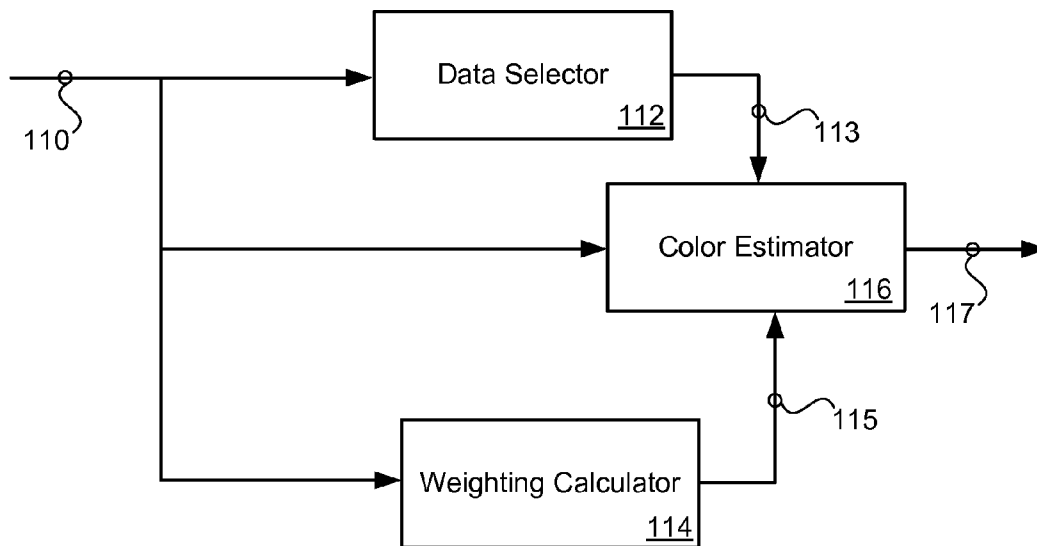 Data Selector
112
110
113
Color Estimator
116
117
115
Weighting Calculator
114